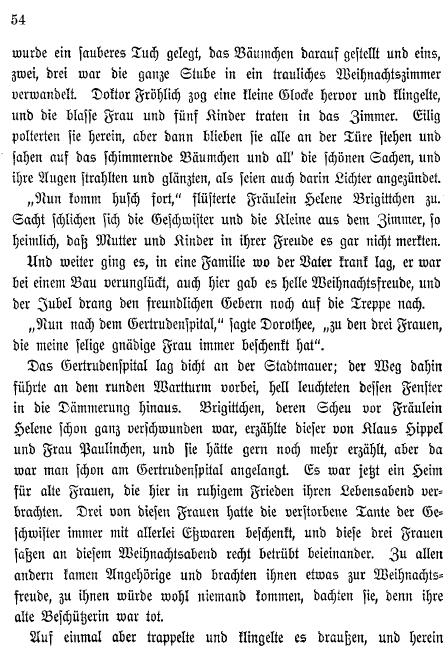 54
wurde ein sauberes Tuch gelegt, das Bäumchen darauf gestellt und eins,
zwei, drei war die ganze Stube in ein trauliches Weihnachtszimmer
verwandelt. Doktor Fröhlich zog eine kleine Glocke hervor und klingelte,
und die blasse Frau und fünf Kinder traten in das Zimmer. Eilig
polterten sie herein, aber dann blieben sie alle an der Türe stehen und
sahen auf das schimmernde Bäumchen und all' die schönen Sachen, und
ihre Augen strahlten und glänzten, als seien auch darin Lichter angezündet.
„Nun komm husch fort,“ flüsterte Fräulein Helene Brigittchen zu.
Sacht schlichen sich die Geschwister und die Kleine aus dem Zimmer, so
heimlich, daß Mutter und Kinder in ihrer Freude es gar nicht merkten.
Und weiter ging es, in eine Familie wo der Vater krank lag, er war
bei einem Bau verunglückt, auch hier gab es helle Weihnachtsfreude, und
der Jubel drang den freundlichen Gebern noch auf die Treppe nach.
„Nun nach dem Gertrudenspital,“ sagte Dorothee, „zu den drei Frauen,
die meine selige gnädige Frau immer beschenkt hat“.
Das Gertrudenspital lag dicht an der Stadtmauer; der Weg dahin
führte an dem runden Wartturm vorbei, hell leuchteten dessen Fenster
in die Dämmerung hinaus. Brigittchen, deren Scheu vor Fräulein
Helene schon ganz verschwunden war, erzählte dieser von Klaus Hippel
und Frau Paulinchen, und sie hätte gern noch mehr erzählt, aber da
war man schon am Gertrudenspital angelangt. Es war jetzt ein Heim
für alte Frauen, die hier in ruhigem Frieden ihren Lebensabend ver-
brachten. Drei von diesen Frauen hatte die verstorbene Tante der Ge-
schwister immer mit allerlei Eßwaren beschenkt, und diese drei Frauen
saßen an diesem Weihnachtsabend recht betrübt beieinander. Zu allen
andern kamen Angehörige und brachten ihnen etwas zur Weihnachts-
freude, zu ihnen würde wohl niemand kommen, dachten sie, denn ihre
alte Beschützerin war tot.
Auf einmal aber trappelte und klingelte es draußen, und herein